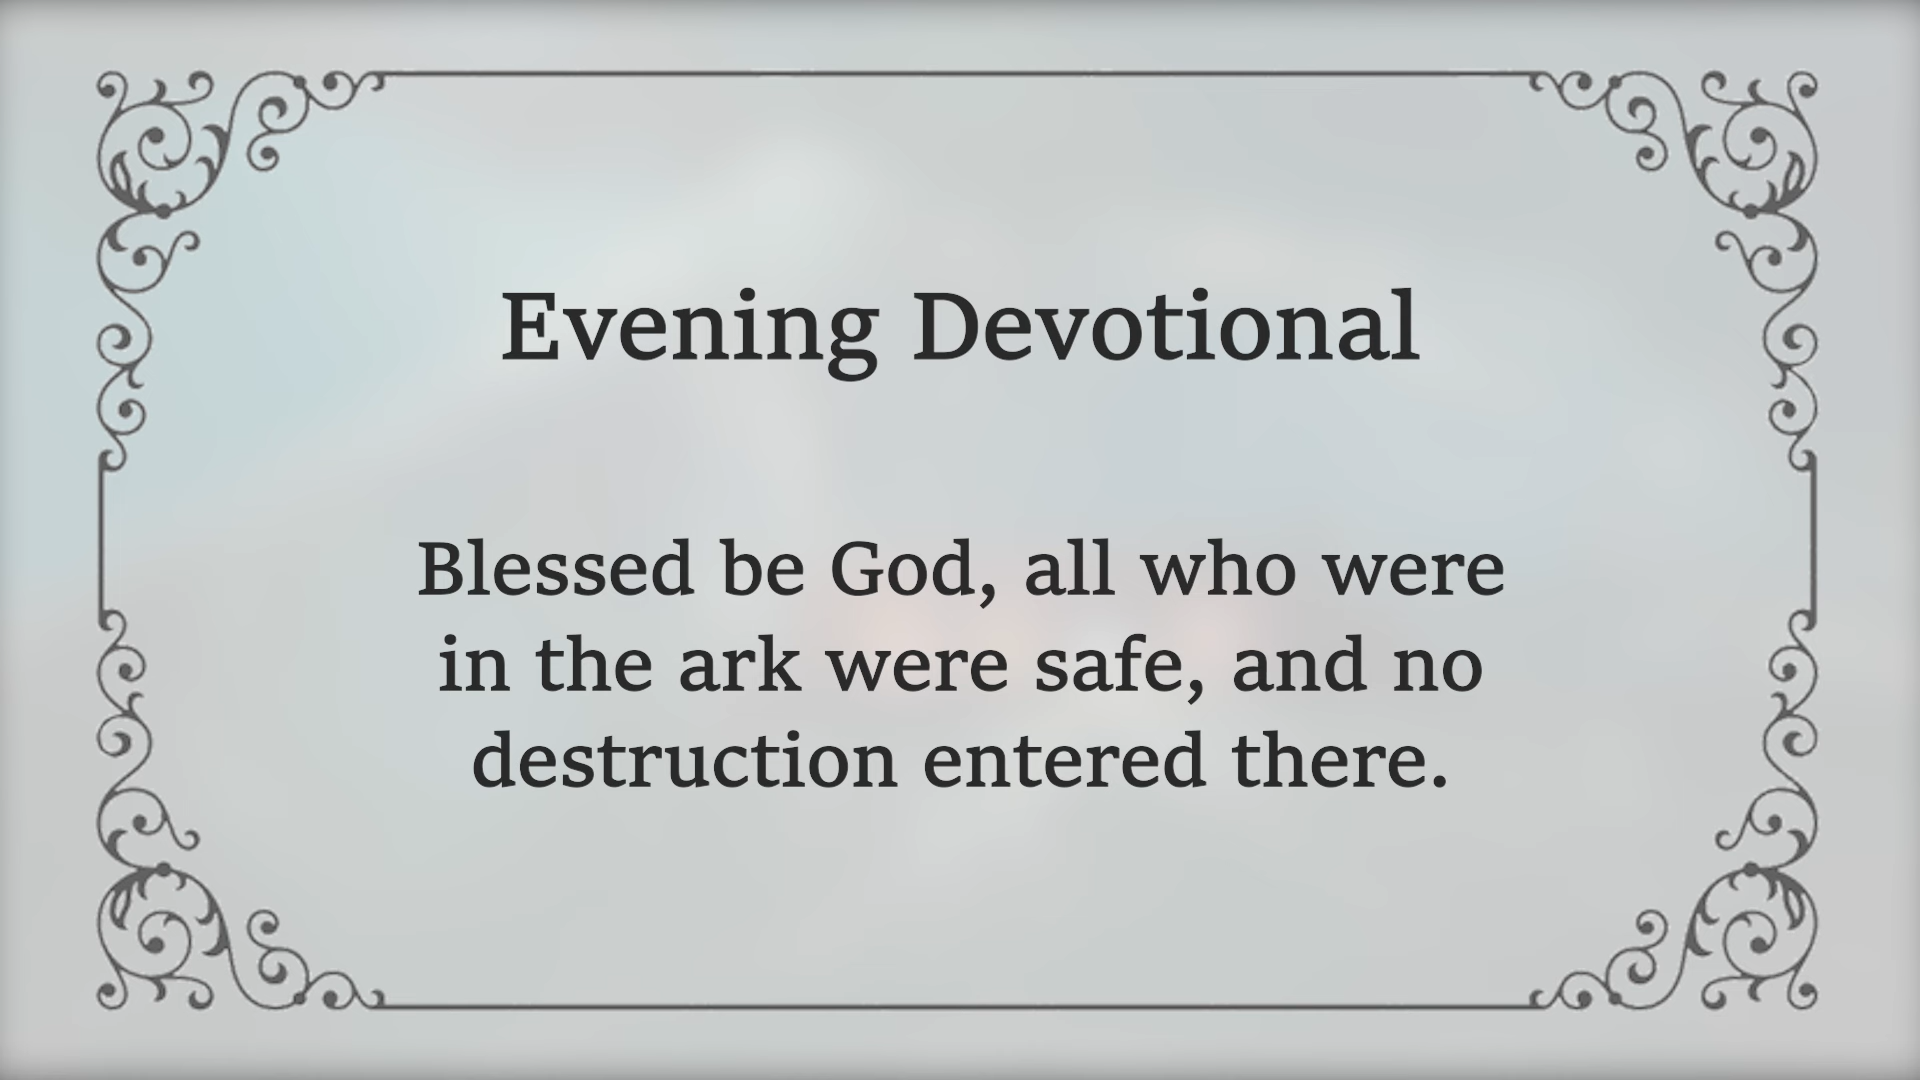 Evening Devotional
Blessed be God, all who were
in the ark were safe, and no
destruction entered there.